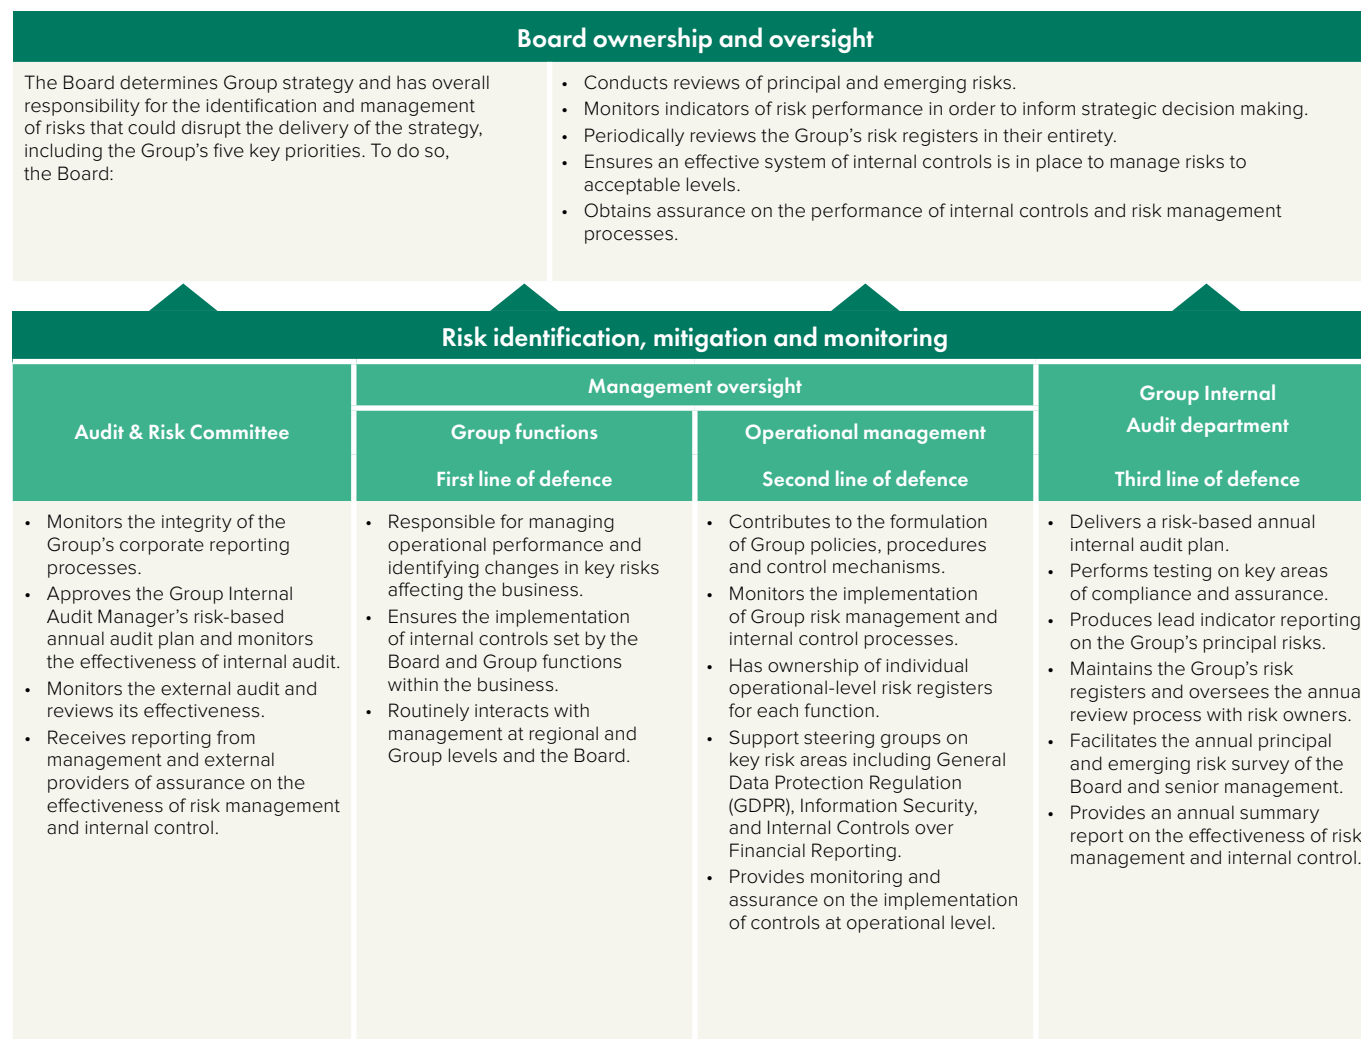 Board ownership and oversight
The Board determines Group strategy and has overall
responsibility for the identification and management
of risks that could disrupt the delivery of the strategy,
including the Group's five key priorities. To do so,
the Board:
• Conducts reviews of principal and emerging risks.
• Monitors indicators of risk performance in order to inform strategic decision making.
• Periodically reviews the Group's risk registers in their entirety.
• Ensures an effective system of internal controls is in place to manage risks to
acceptable levels.
• Obtains assurance on the performance of internal controls and risk management
processes.
Risk identification, mitigation and monitoring
Audit & Risk Committee
• Monitors the integrity of the
Group's corporate reporting
processes.
• Approves the Group Internal
Audit Manager's risk-based
annual audit plan and monitors
the effectiveness of internal audit.
• Monitors the external audit and
reviews its effectiveness.
• Receives reporting from
management and external
providers of assurance on the
effectiveness of risk management
and internal control.
Management oversight
Group functions
First line of defence
• Responsible for managing
operational performance and
identifying changes in key risks
affecting the business.
• Ensures the implementation
of internal controls set by the
Board and Group functions
within the business.
• Routinely interacts with
management at regional and
Group levels and the Board.
Operational management
Second line of defence
• Contributes to the formulation
of Group policies, procedures
and control mechanisms.
• Monitors the implementation
of Group risk management and
internal control processes.
• Has ownership of individual
operational-level risk registers
for each function.
• Support steering groups on
key risk areas including General
Data Protection Regulation
(GDPR), Information Security,
and Internal Controls over
Financial Reporting.
• Provides monitoring and
assurance on the implementation
of controls at operational level.
Group Internal
Audit department
Third line of defence
• Delivers a risk-based annual
internal audit plan.
• Performs testing on key areas
of compliance and assurance.
• Produces lead indicator reporting
on the Group's principal risks.
• Maintains the Group's risk
registers and oversees the annual
review process with risk owners.
• Facilitates the annual principal
and emerging risk survey of the
Board and senior management.
• Provides an annual summary
report on the effectiveness of risk
management and internal control.